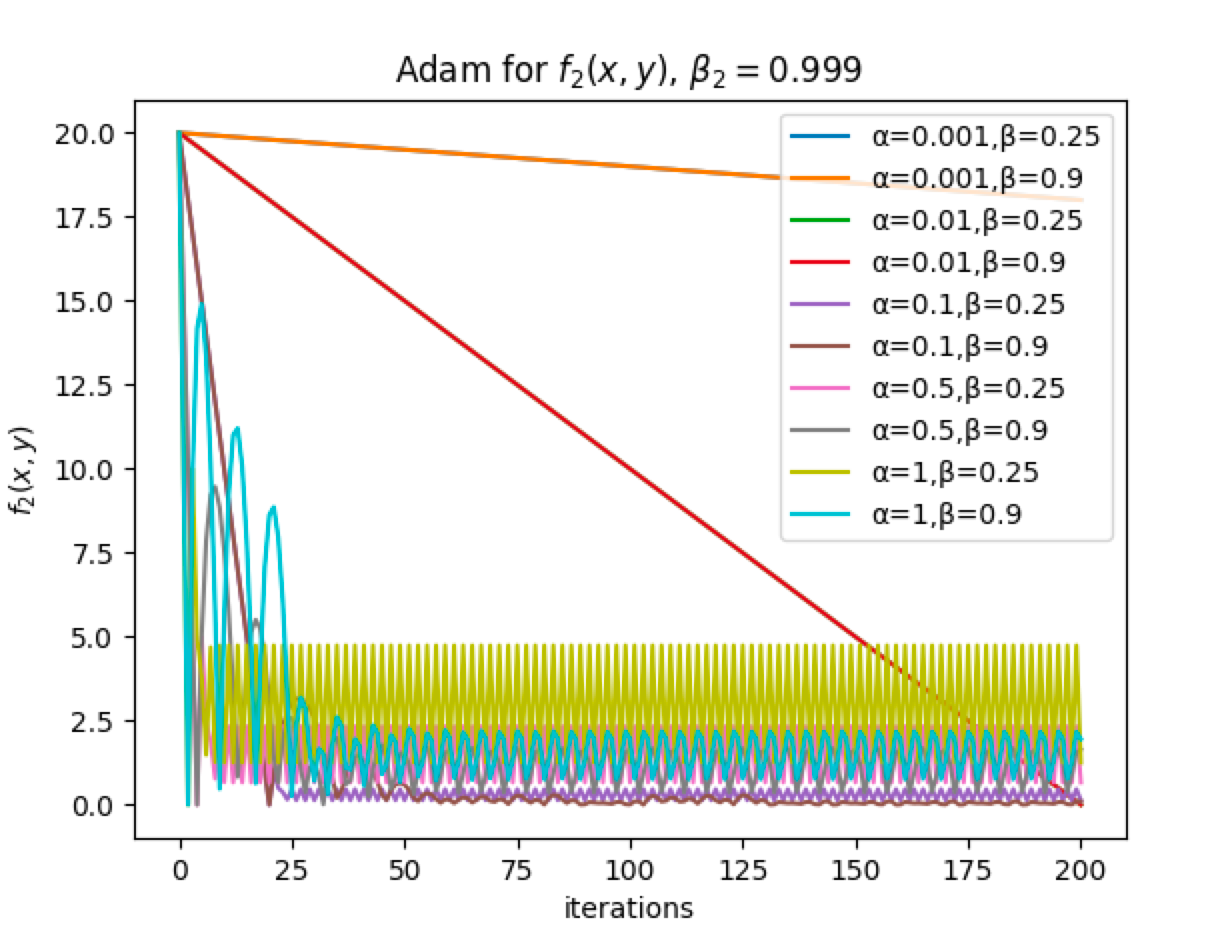 Adam for f₂(x, y), β₂ = 0.999
f₂(x, y)
20.0
17.5
15.0
12.5
10.0
7.5
5.0
2.5
0.0
α=0.001,β=0.25
α=0.001,β=0.9
α=0.01,β=0.25
α=0.01,β=0.9
α=0.1,β=0.25
α=0.1,β=0.9
α=0.5,β=0.25
α=0.5,β=0.9
α=1,β=0.25
α=1,β=0.9
0 25 50 75 100 125 150 175 200
iterations